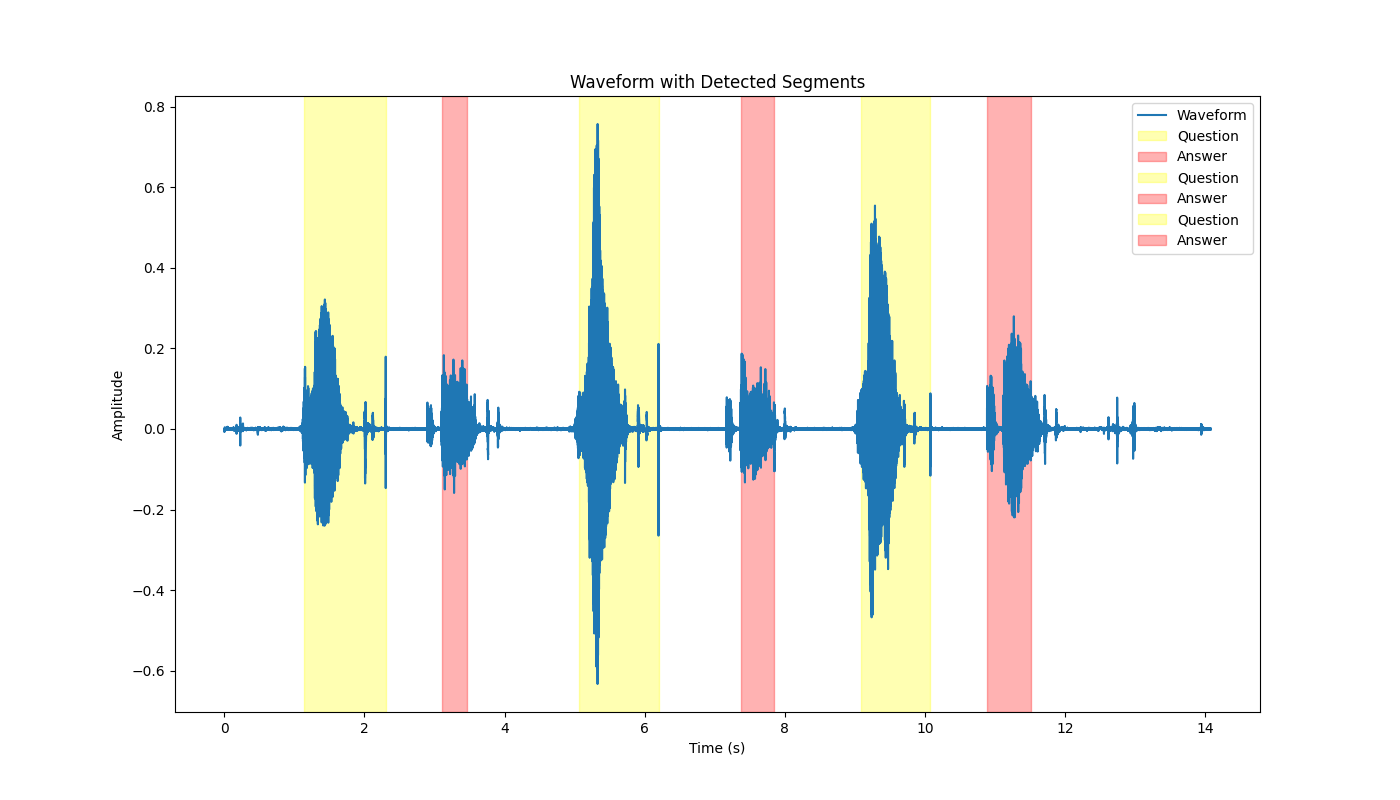 Waveform with Detected Segments
Waveform
Question
Answer
Question
Answer
Question
Answer
0.8
0.6
0.4
0.2
0.0
−0.2
−0.4
−0.6
Amplitude
0 2 4 6 8 10 12 14
Time (s)